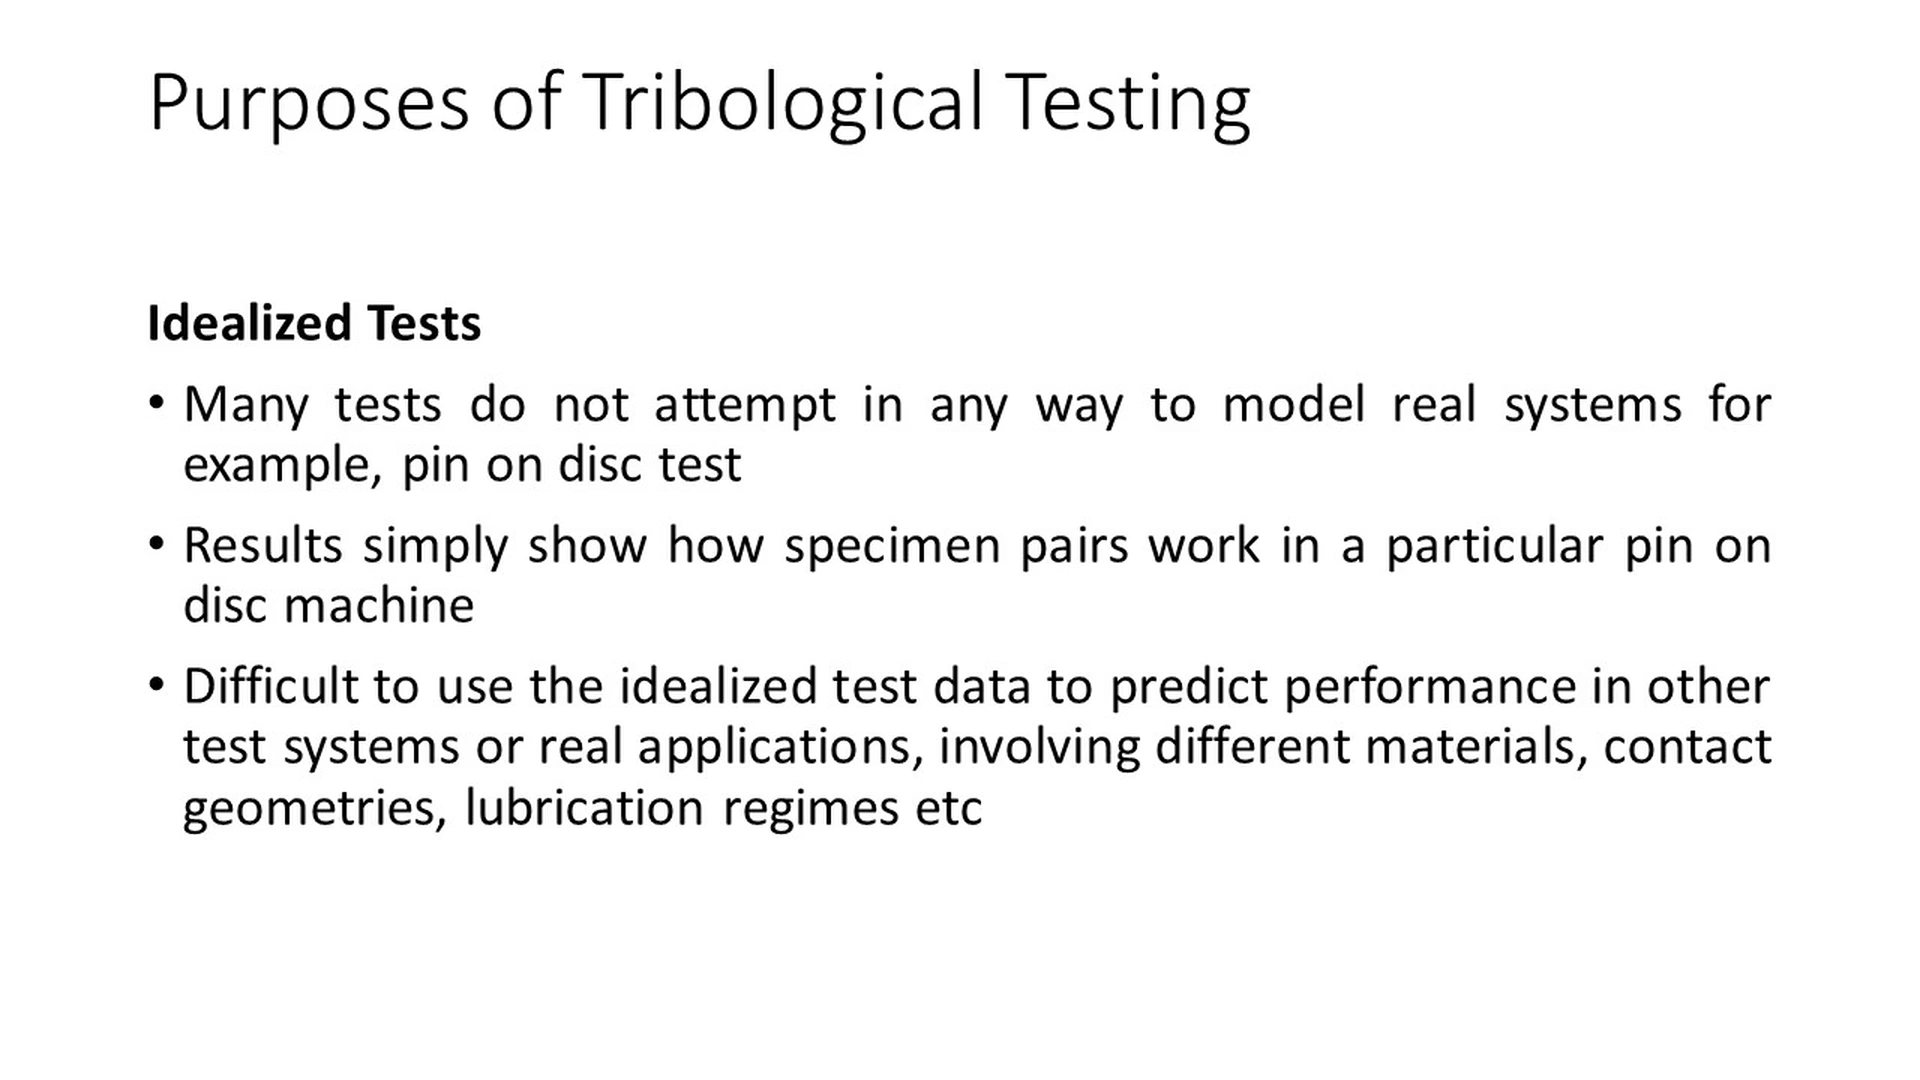 Purposes of Tribological Testing
Idealized Tests
• Many tests do not attempt in any way to model real systems for
example, pin on disc test
• Results simply show how specimen pairs work in a particular pin on
disc machine
• Difficult to use the idealized test data to predict performance in other
test systems or real applications, involving different materials, contact
geometries, lubrication regimes etc